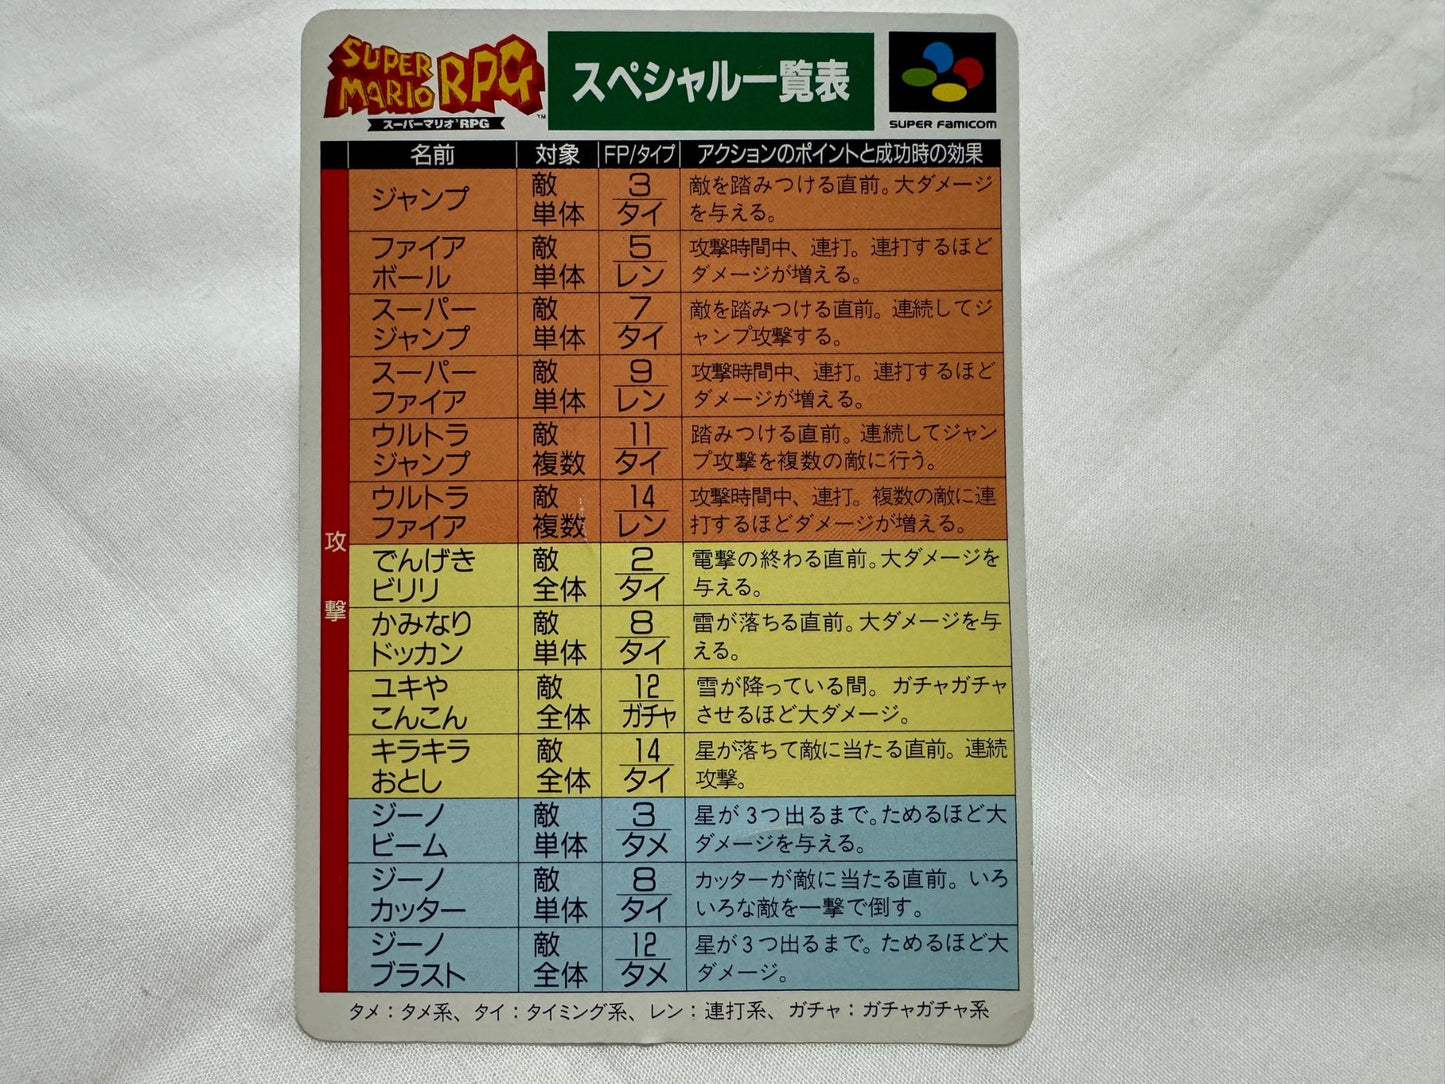 SUPER MARIO RPG
スーパーマリオRPG
TM
スペシャル一覧表
SUPER FAMICOM
名前 対象 FP/タイプ アクションのポイントと成功時の効果
攻撃
ジャンプ 敵単体 3 タイ 敵を踏みつける直前。大ダメージ
を与える。
ファイア 敵 5 攻撃時間中、連打。連打するほど
ボール 単体 レン ダメージが増える。
スーパー 敵 7 敵を踏みつける直前。連続してジ
ジャンプ 単体 タイ ャンプ攻撃する。
スーパー 敵 9 攻撃時間中、連打。連打するほど
ファイア 単体 レン ダメージが増える。
ウルトラ 敵 11 踏みつける直前。連続してジャン
ジャンプ 複数 タイ プ攻撃を複数の敵に行う。
ウルトラ 敵 14 攻撃時間中、連打。複数の敵に連
ファイア 複数 レン 打するほどダメージが増える。
でんげき 敵 2 電撃の終わる直前。大ダメージを
ビリリ 全体 タイ 与える。
かみなり 敵 8 雷が落ちる直前。大ダメージを与
ドッカン 単体 タイ える。
ユキや 敵 12 雪が降っている間。ガチャガチャ
こんこん 全体 ガチャ させるほど大ダメージ。
キラキラ 敵 14 星が落ちて敵に当たる直前。連続
おとし 全体 タイ 攻撃。
ジーノ 敵 3 星が3つ出るまで。ためるほど大
ビーム 単体 タメ ダメージを与える。
ジーノ 敵 8 カッターが敵に当たる直前。いろ
カッター 単体 タイ いろな敵を一撃で倒す。
ジーノ 敵 12 星が3つ出るまで。ためるほど大
ブラスト 全体 タメ ダメージ。
タメ：タメ系、タイ：タイミング系、レン：連打系、ガチャ：ガチャガチャ系